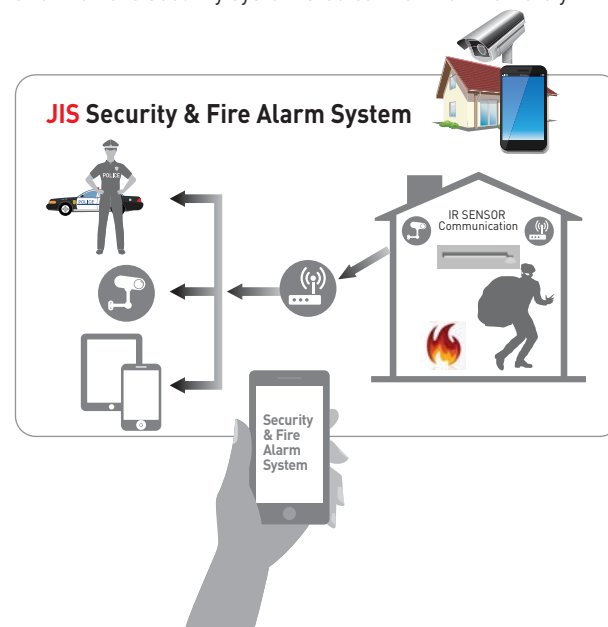 JIS Security & Fire Alarm System
POLICE
POLICE
IR SENSOR
Communication
Security
& Fire
Alarm
System